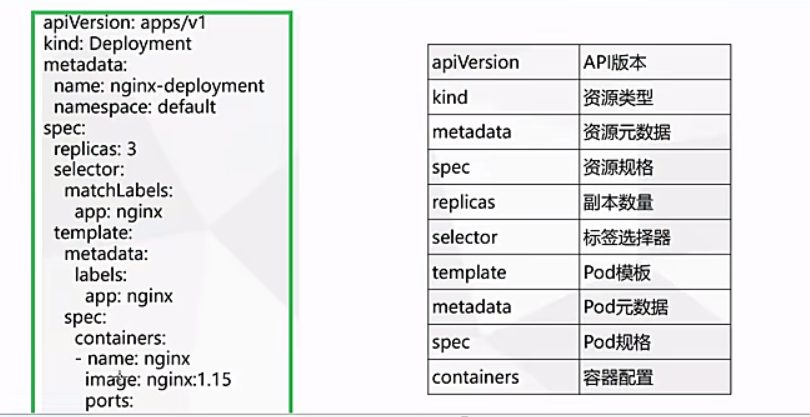 apiVersion: apps/v1
kind: Deployment
metadata:
  name: nginx-deployment
  namespace: default
spec:
  replicas: 3
  selector:
    matchLabels:
      app: nginx
  template:
    metadata:
      labels:
        app: nginx
    spec:
      containers:
      - name: nginx
        image: nginx:1.15
        ports:
apiVersion API版本
kind 资源类型
metadata 资源元数据
spec 资源规格
replicas 副本数量
selector 标签选择器
template Pod模板
metadata Pod元数据
spec Pod规格
containers 容器配置